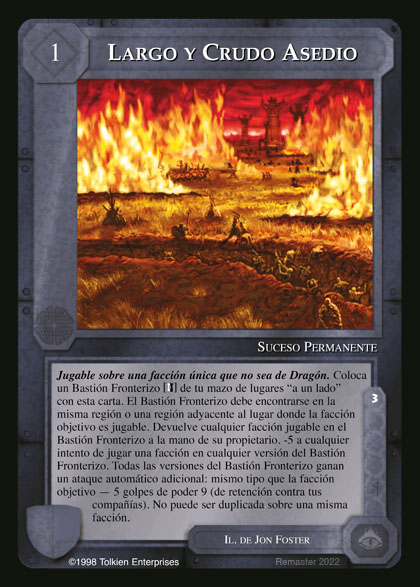 1
Largo y Crudo Asedio
Suceso Permanente
Jugable sobre una facción única que no sea de Dragón. Coloca
un Bastión Fronterizo [B] de tu mazo de lugares “a un lado”
con esta carta. El Bastión Fronterizo debe encontrarse en la
misma región o una región adyacente al lugar donde la facción
objetivo es jugable. Devuelve cualquier facción jugable en el
Bastión Fronterizo a la mano de su propietario. -5 a cualquier
intento de jugar una facción en cualquier versión del Bastión
Fronterizo. Todas las versiones del Bastión Fronterizo ganan
un ataque automático adicional: mismo tipo que la facción
objetivo — 5 golpes de poder 9 (de retención contra tus
compañías). No puede ser duplicada sobre una misma
facción.
3
Il. de Jon Foster
©1998 Tolkien Enterprises
Remaster 2022